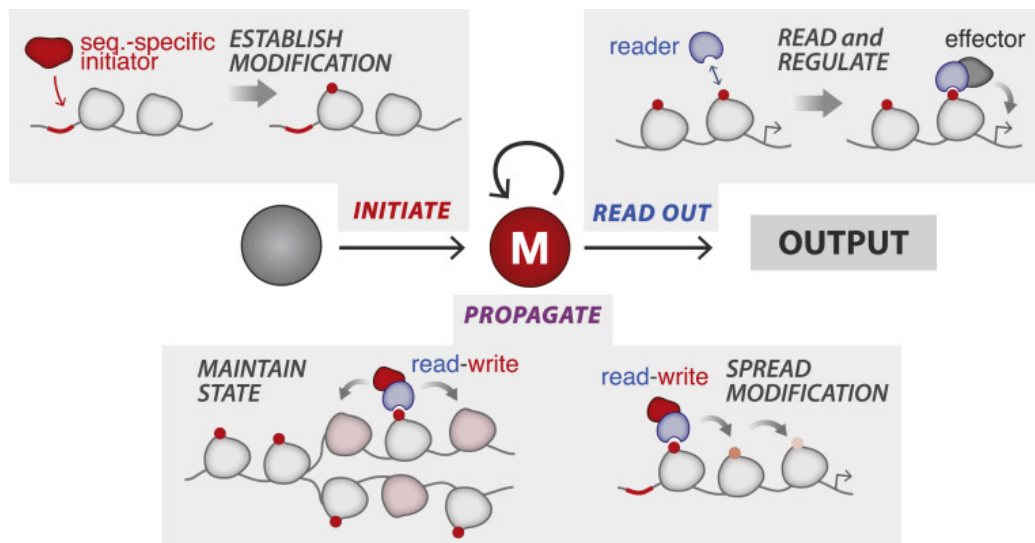 seq.-specific
initiator
ESTABLISH
MODIFICATION
reader
READ and
REGULATE
effector
INITIATE
M
READ OUT
OUTPUT
PROPAGATE
MAINTAIN
STATE
read-write
read-write
SPREAD
MODIFICATION